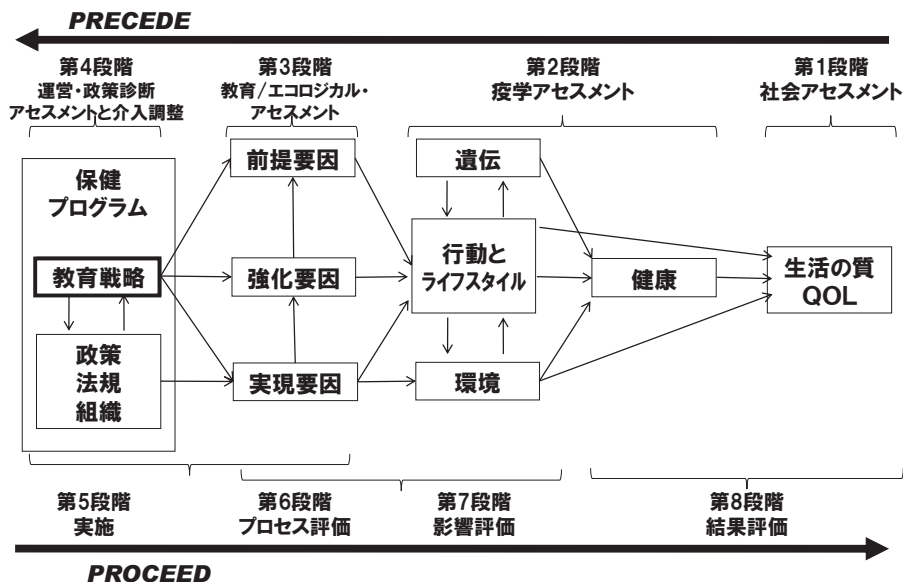 PRECEDE
第4段階
運営・政策診断
アセスメントと介入調整
第3段階
教育/エコロジカル・
アセスメント
第2段階
疫学アセスメント
第1段階
社会アセスメント
保健
プログラム
教育戦略
政策
法規
組織
前提要因
強化要因
実現要因
遺伝
行動と
ライフスタイル
環境
健康
生活の質
QOL
第5段階
実施
第6段階
プロセス評価
第7段階
影響評価
第8段階
結果評価
PROCEED